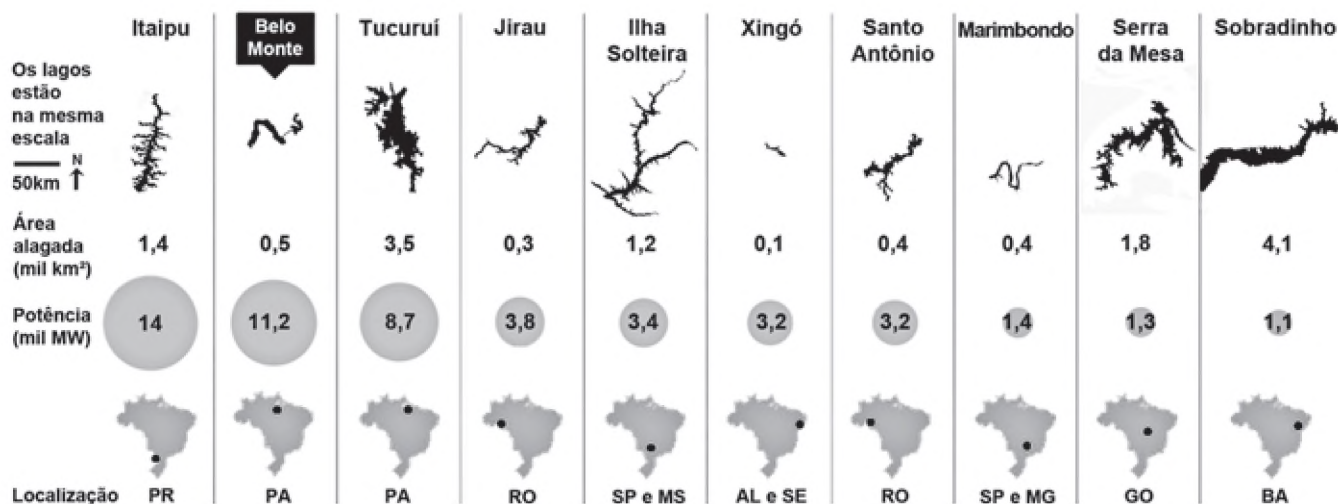 Itaipu
Belo
Monte
Tucuruí
Jirau
Ilha
Solteira
Xingó
Santo
Antônio
Marimbondo
Serra
da Mesa
Sobradinho
Os lagos
estão
na mesma
escala
N
50km
Área
alagada
(mil km²)
1,4
0,5
3,5
0,3
1,2
0,1
0,4
0,4
1,8
4,1
Potência
(mil MW)
14
11,2
8,7
3,8
3,4
3,2
3,2
1,4
1,3
1,1
Localização
PR
PA
PA
RO
SP e MS
AL e SE
RO
SP e MG
GO
BA